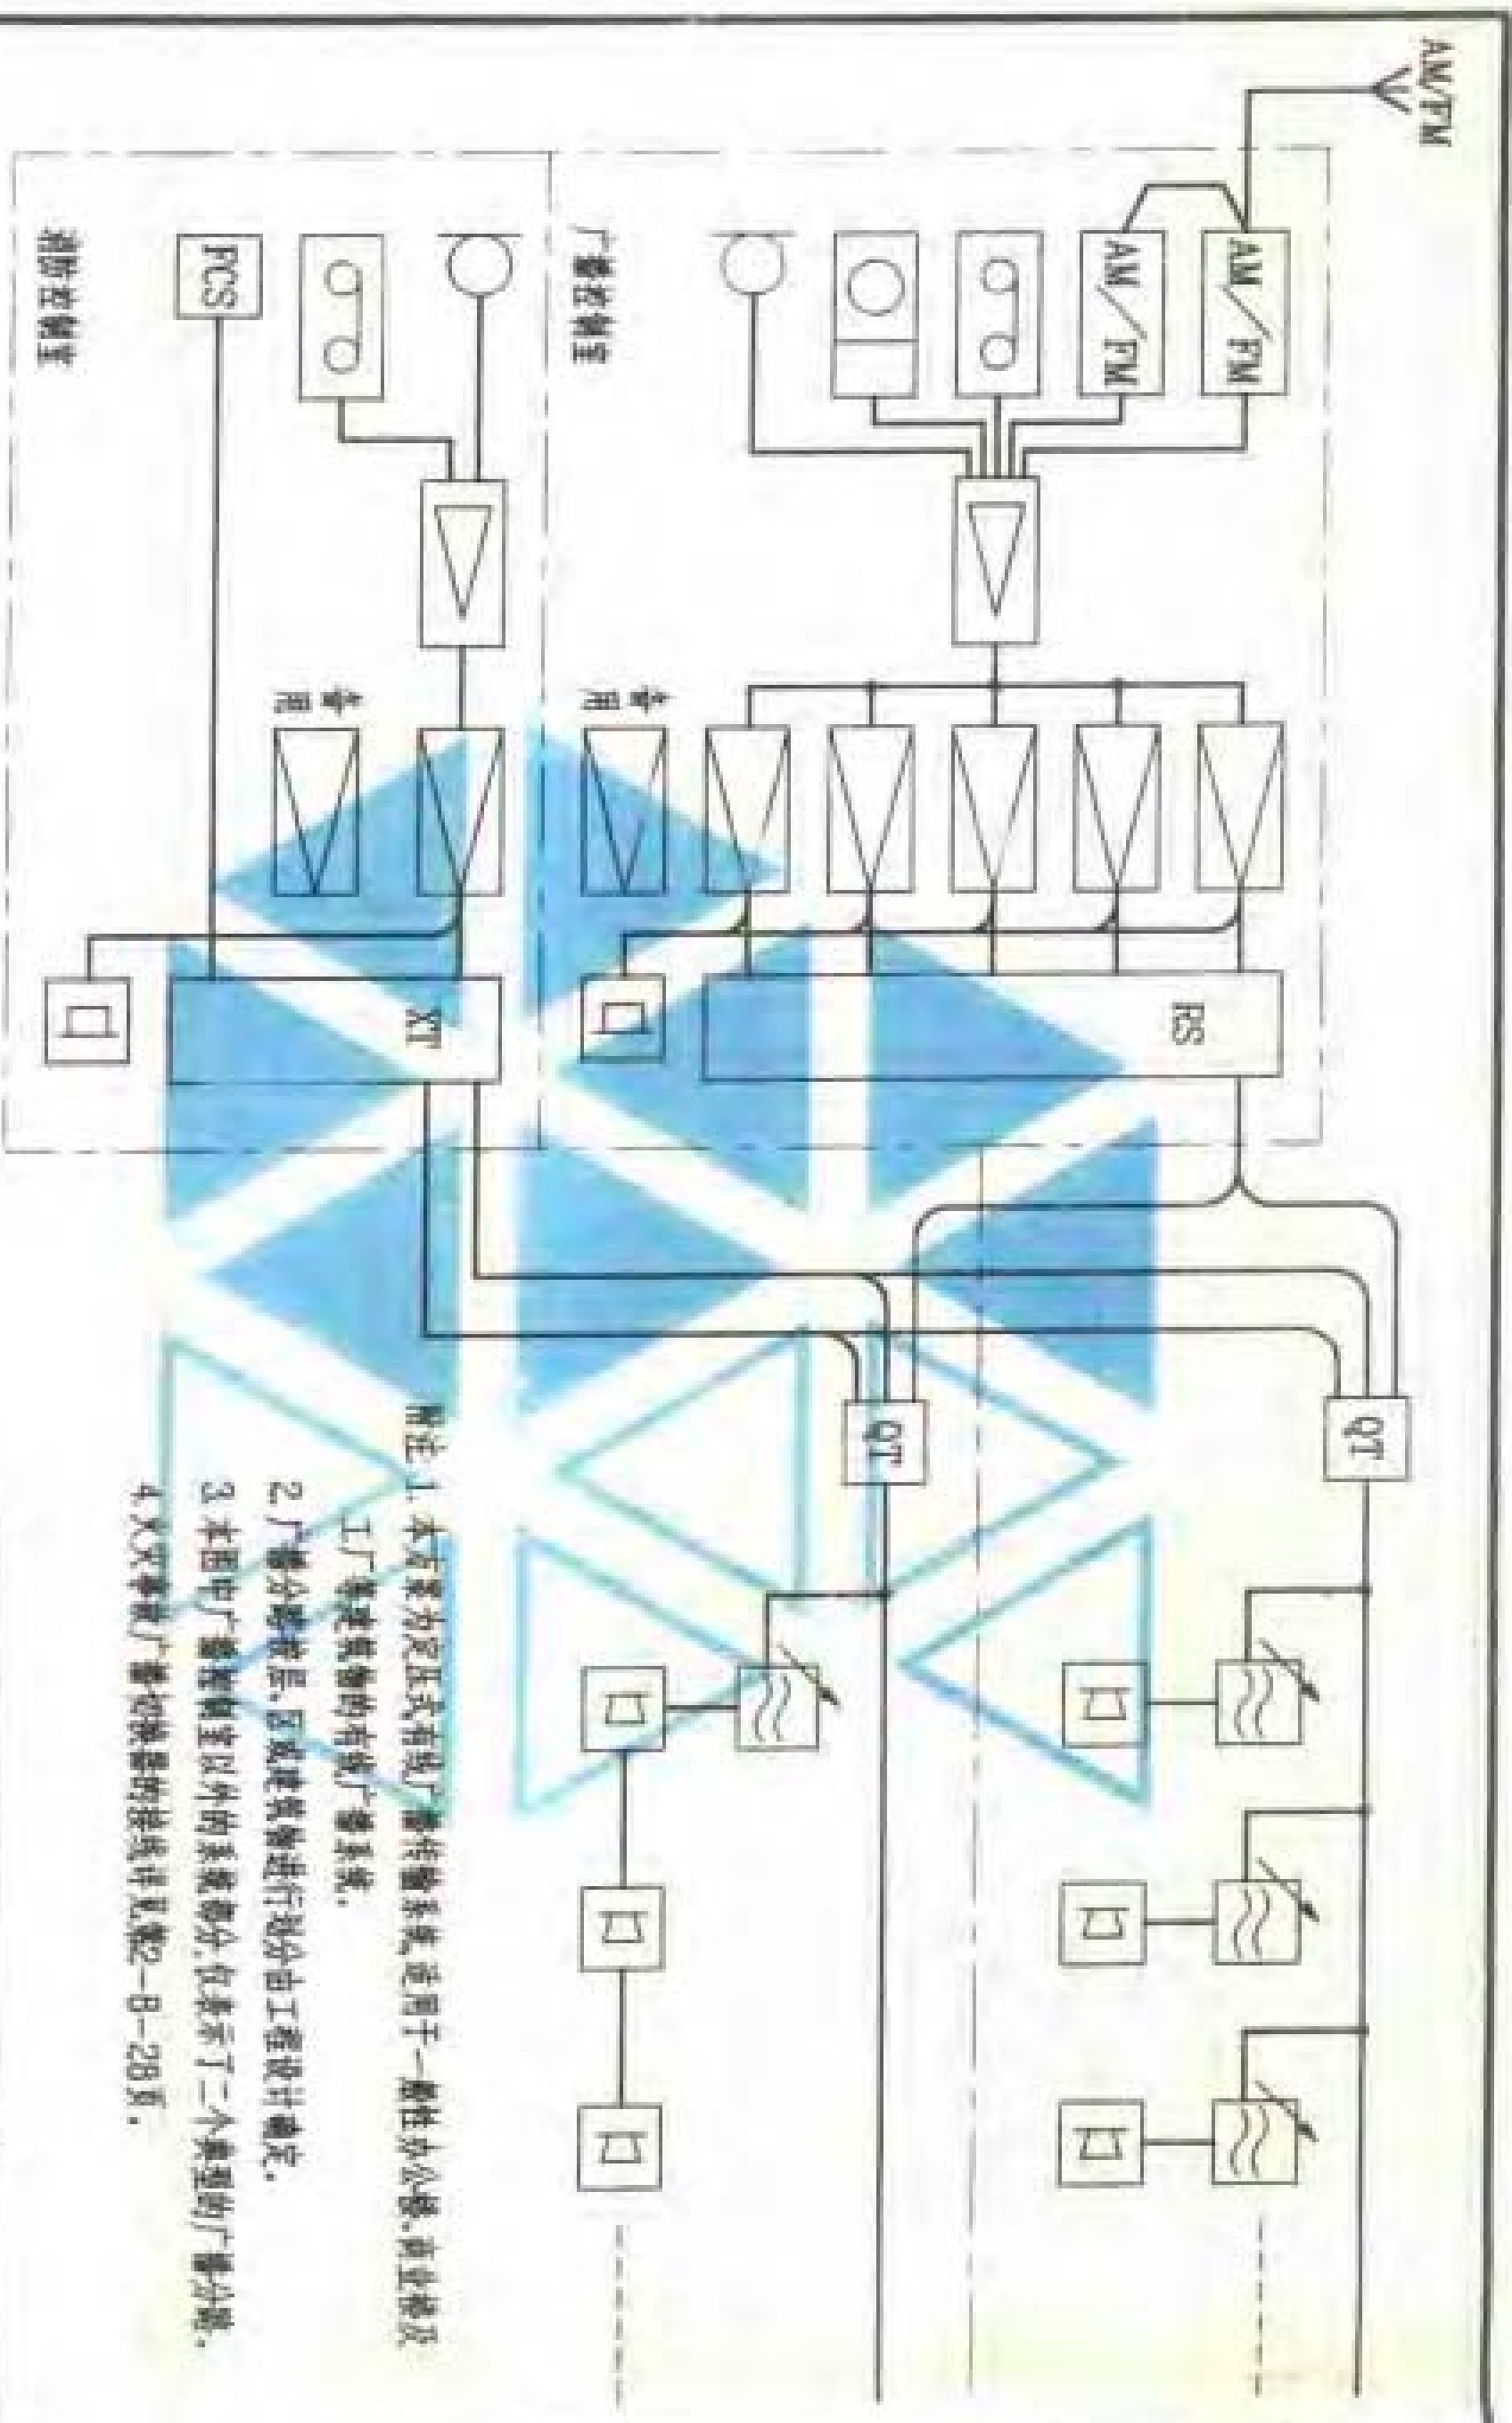 AM/FM
AM/FM
AM/FM
RS
QT
QT
广播控制室
备用
备用
XT
FCS
消防控制室
附注 1. 本方案为定压式有线广播传输系统,适用于一般性办公楼,商业楼及
工厂等建筑物的有线广播系统.
2 广播分路按层,区或建筑物进行划分由工程设计确定.
3. 本图中广播控制室以外的系统部分,仅表示了二个典型的广播分路.
4 火灾事故广播切换器的接线详见第2-B-28页.